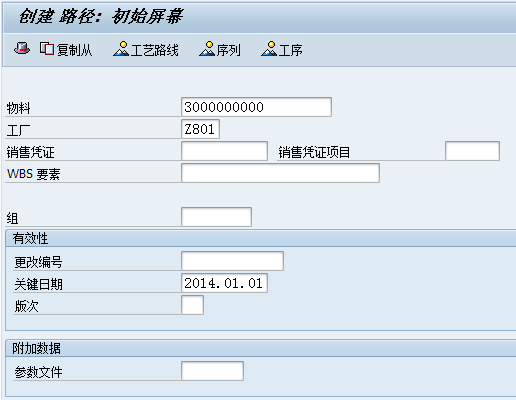 创建 路径: 初始屏幕
复制从 工艺路线 序列 工序
物料 3000000000
工厂 Z801
销售凭证 销售凭证项目
WBS 要素
组
有效性
更改编号
关键日期 2014.01.01
版次
附加数据
参数文件